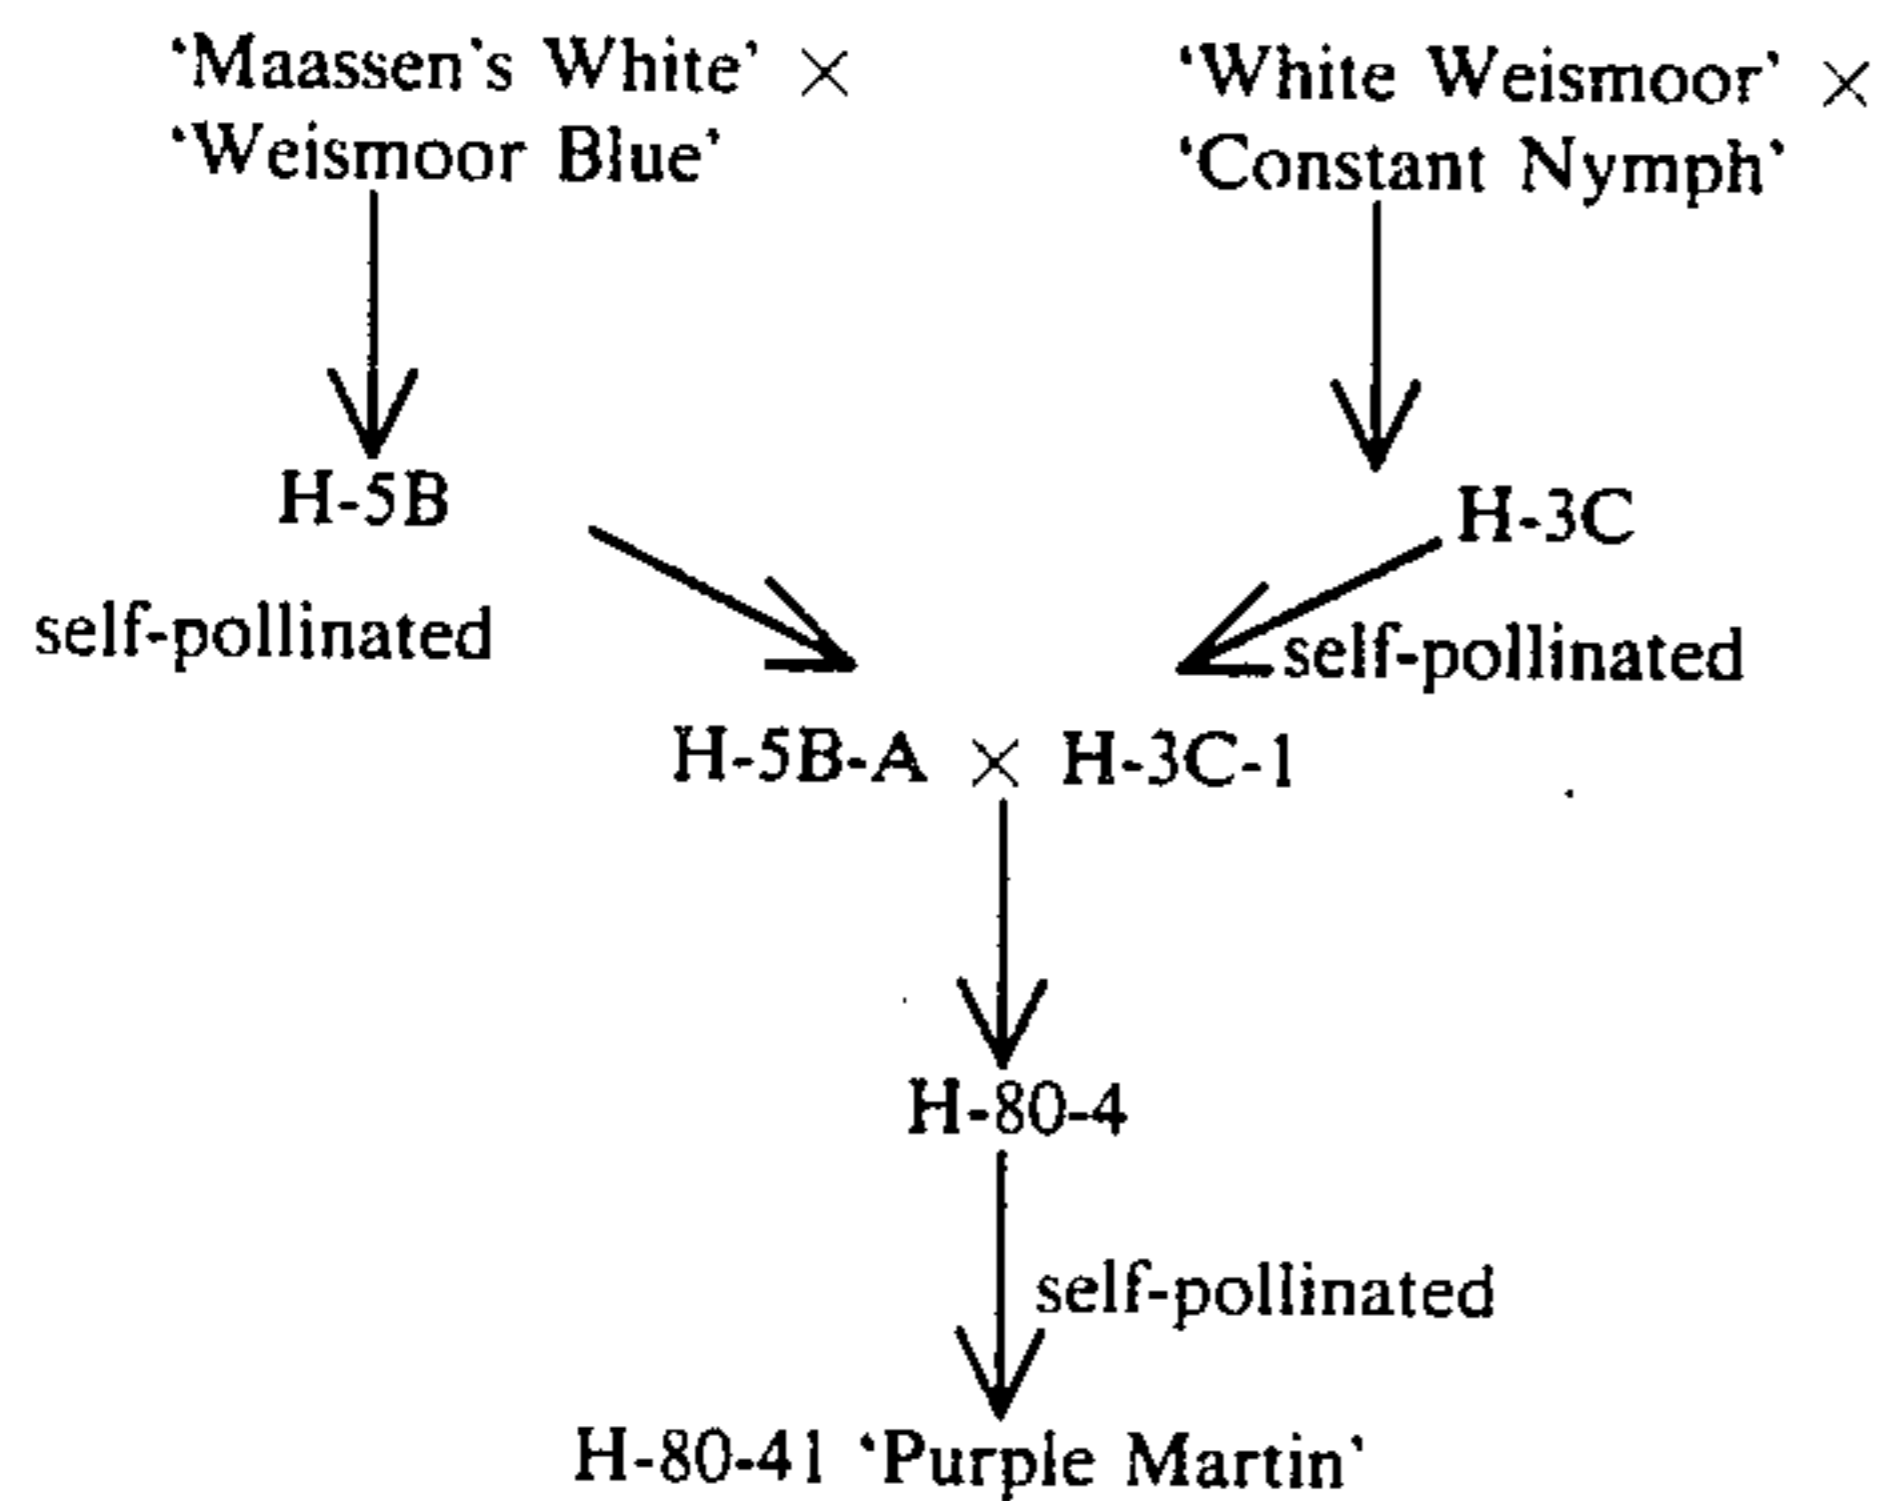 ‘Maassen’s White’ ×
‘Weismoor Blue’
‘White Weismoor’ ×
‘Constant Nymph’
H-5B
H-3C
self-pollinated
self-pollinated
H-5B-A × H-3C-1
H-80-4
self-pollinated
H-80-41 ‘Purple Martin’